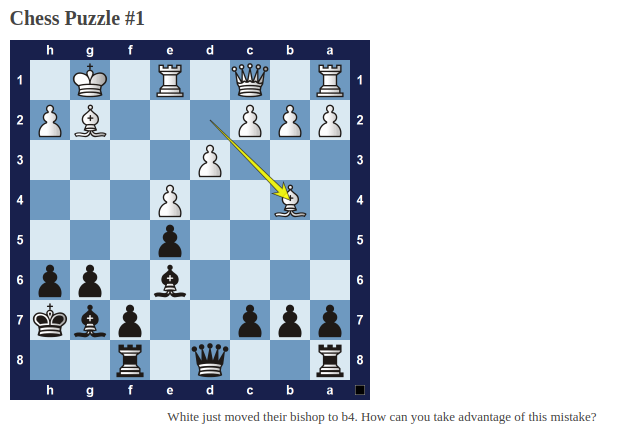 Chess Puzzle #1
h g f e d c b a
1 1
2 2
3 3
4 4
5 5
6 6
7 7
8 8
h g f e d c b a
White just moved their bishop to b4. How can you take advantage of this mistake?